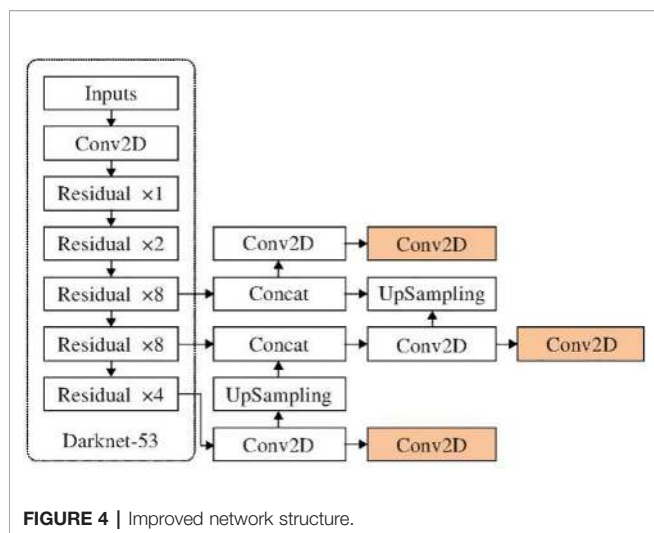 Inputs
Conv2D
Residual ×1
Residual ×2
Residual ×8
Residual ×8
Residual ×4
Darknet-53
Conv2D
Conv2D
Concat
UpSampling
Concat
Conv2D
Conv2D
UpSampling
Conv2D
Conv2D
FIGURE 4 | Improved network structure.